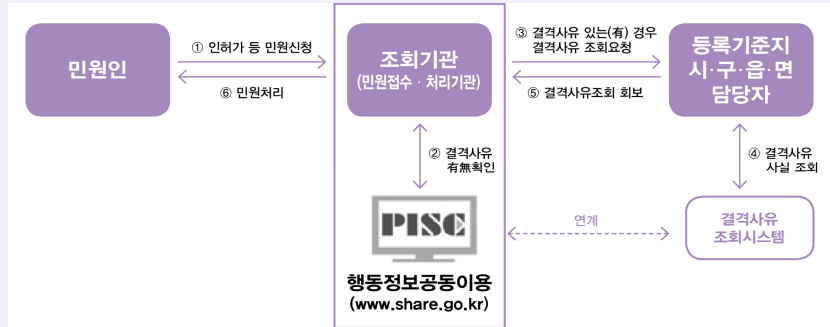 민원인
① 인허가 등 민원신청
⑥ 민원처리
조회기관
(민원접수 · 처리기관)
③ 결격사유 있는(有) 경우
결격사유 조회요청
⑤ 결격사유조회 회보
등록기준지
시·구·읍·면
담당자
② 결격사유
有無확인
④ 결격사유
사실 조회
PISC
연계
결격사유
조회시스템
행동정보공동이용
(www.share.go.kr)